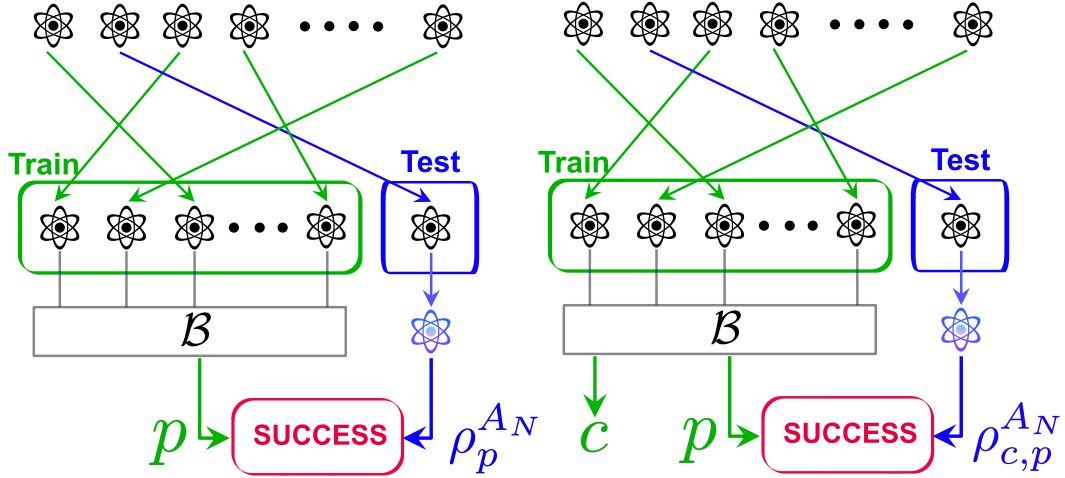 Train Test
Train Test
𝓑
𝓑
p SUCCESS ρ_p^{A_N}
c p SUCCESS ρ_{c,p}^{A_N}